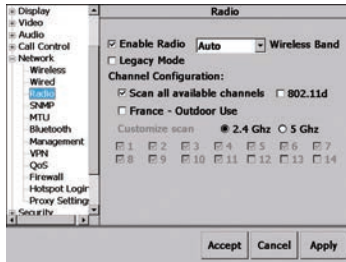 Display
Video
Audio
Call Control
Network
Wireless
Wired
Radio
SNMP
MTU
Bluetooth
Management
VPN
QoS
Firewall
Hotspot Login
Proxy Setting
Security
Radio
Enable Radio Auto Wireless Band
Legacy Mode
Channel Configuration:
Scan all available channels 802.11d
France - Outdoor Use
Customize scan 2.4 Ghz 5 Ghz
1 2 3 4 5 6 7
8 9 10 11 12 13 14
Accept Cancel Apply